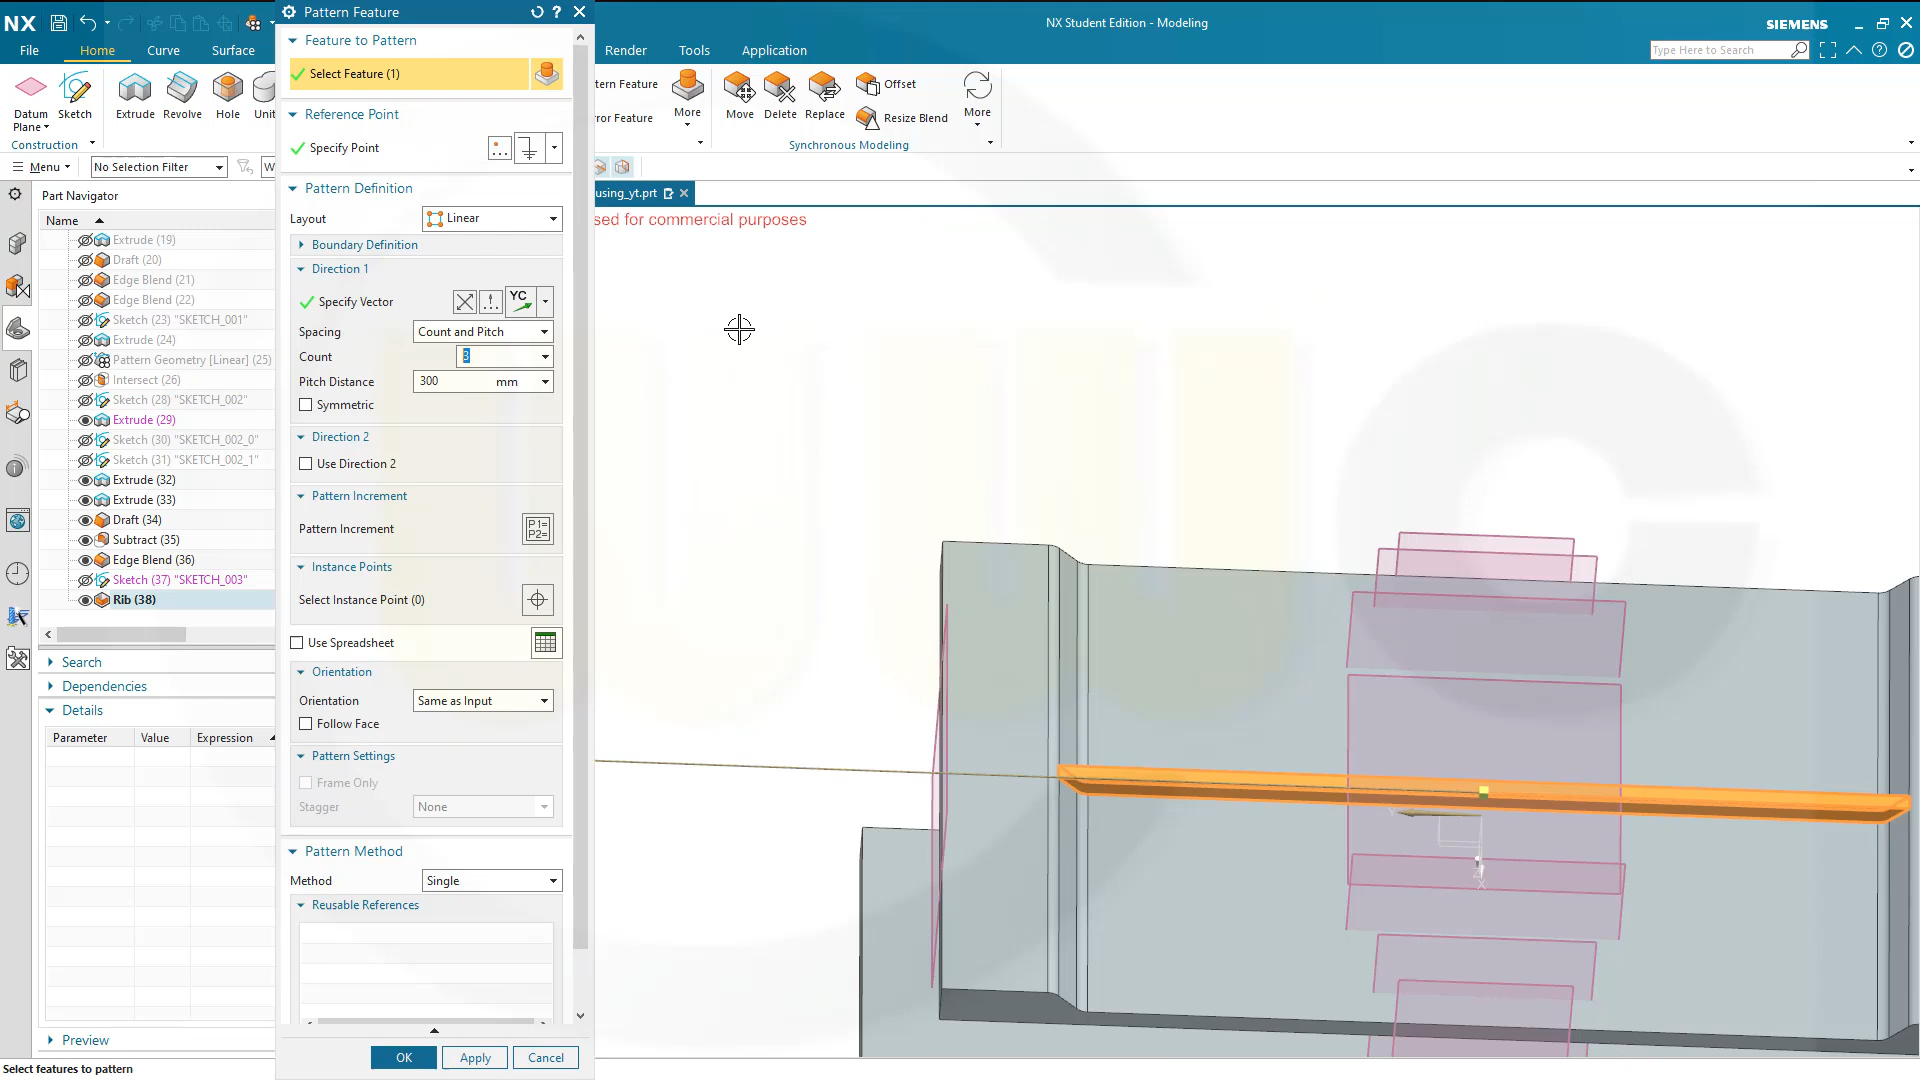 NX
Pattern Feature
NX Student Edition - Modeling
SIEMENS
File
Home
Curve
Surface
Render
Tools
Application
Type Here to Search
Datum
Plane
Sketch
Extrude
Revolve
Hole
Unit
Construction
tern Feature
ror Feature
More
Move
Delete
Replace
Offset
Resize Blend
More
Synchronous Modeling
Menu
No Selection Filter
W
using_yt.prt
sed for commercial purposes
Part Navigator
Name
Extrude (19)
Draft (20)
Edge Blend (21)
Edge Blend (22)
Sketch (23) "SKETCH_001"
Extrude (24)
Pattern Geometry [Linear] (25)
Intersect (26)
Sketch (28) "SKETCH_002"
Extrude (29)
Sketch (30) "SKETCH_002_0"
Sketch (31) "SKETCH_002_1"
Extrude (32)
Extrude (33)
Draft (34)
Subtract (35)
Edge Blend (36)
Sketch (37) "SKETCH_003"
Rib (38)
Search
Dependencies
Details
Parameter Value Expression
Preview
Select features to pattern
Feature to Pattern
Select Feature (1)
Reference Point
Specify Point
Pattern Definition
Layout Linear
Boundary Definition
Direction 1
Specify Vector YC
Spacing Count and Pitch
Count 3
Pitch Distance 300 mm
Symmetric
Direction 2
Use Direction 2
Pattern Increment
Pattern Increment P1=
P2=
Instance Points
Select Instance Point (0)
Use Spreadsheet
Orientation
Orientation Same as Input
Follow Face
Pattern Settings
Frame Only
Stagger None
Pattern Method
Method Single
Reusable References
OK Apply Cancel